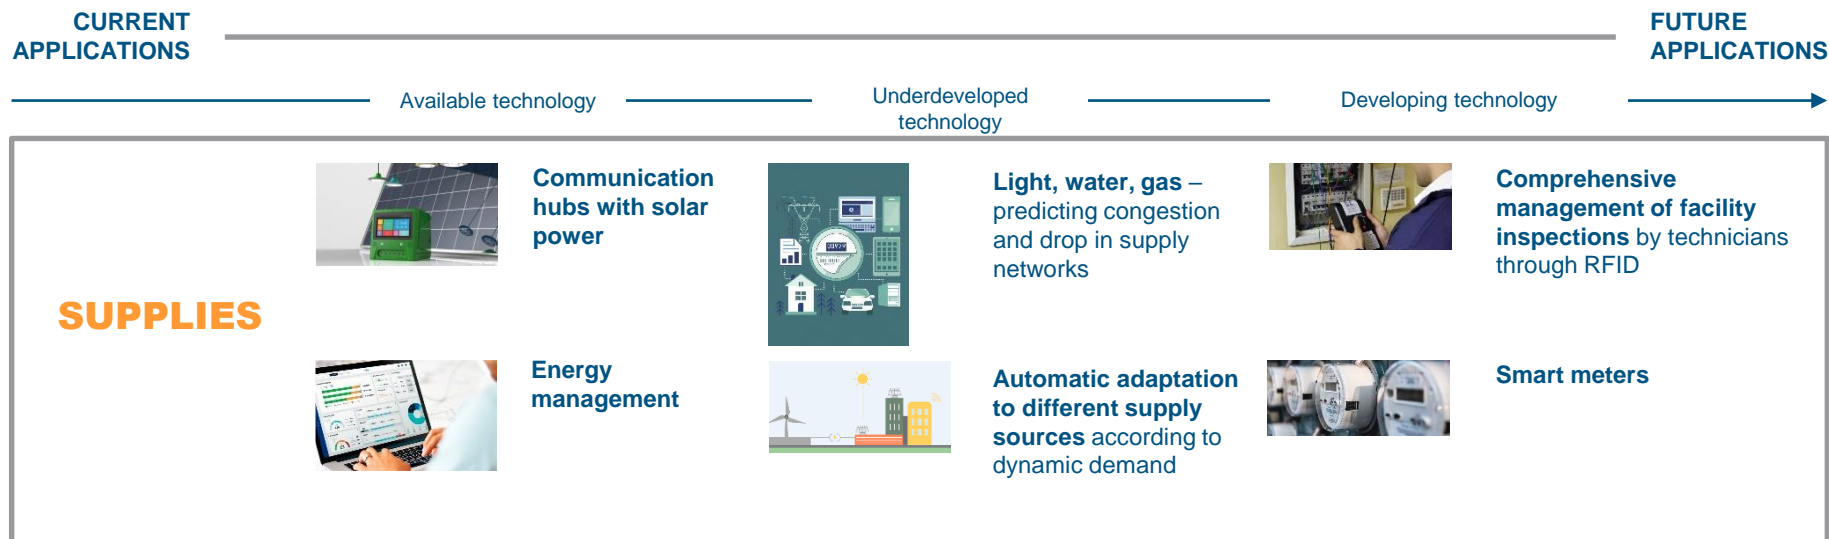 CURRENT
APPLICATIONS
FUTURE
APPLICATIONS
Available technology
Underdeveloped
technology
Developing technology
SUPPLIES
Communication
hubs with solar
power
Light, water, gas –
predicting congestion
and drop in supply
networks
Comprehensive
management of facility
inspections by technicians
through RFID
Energy
management
Automatic adaptation
to different supply
sources according to
dynamic demand
Smart meters